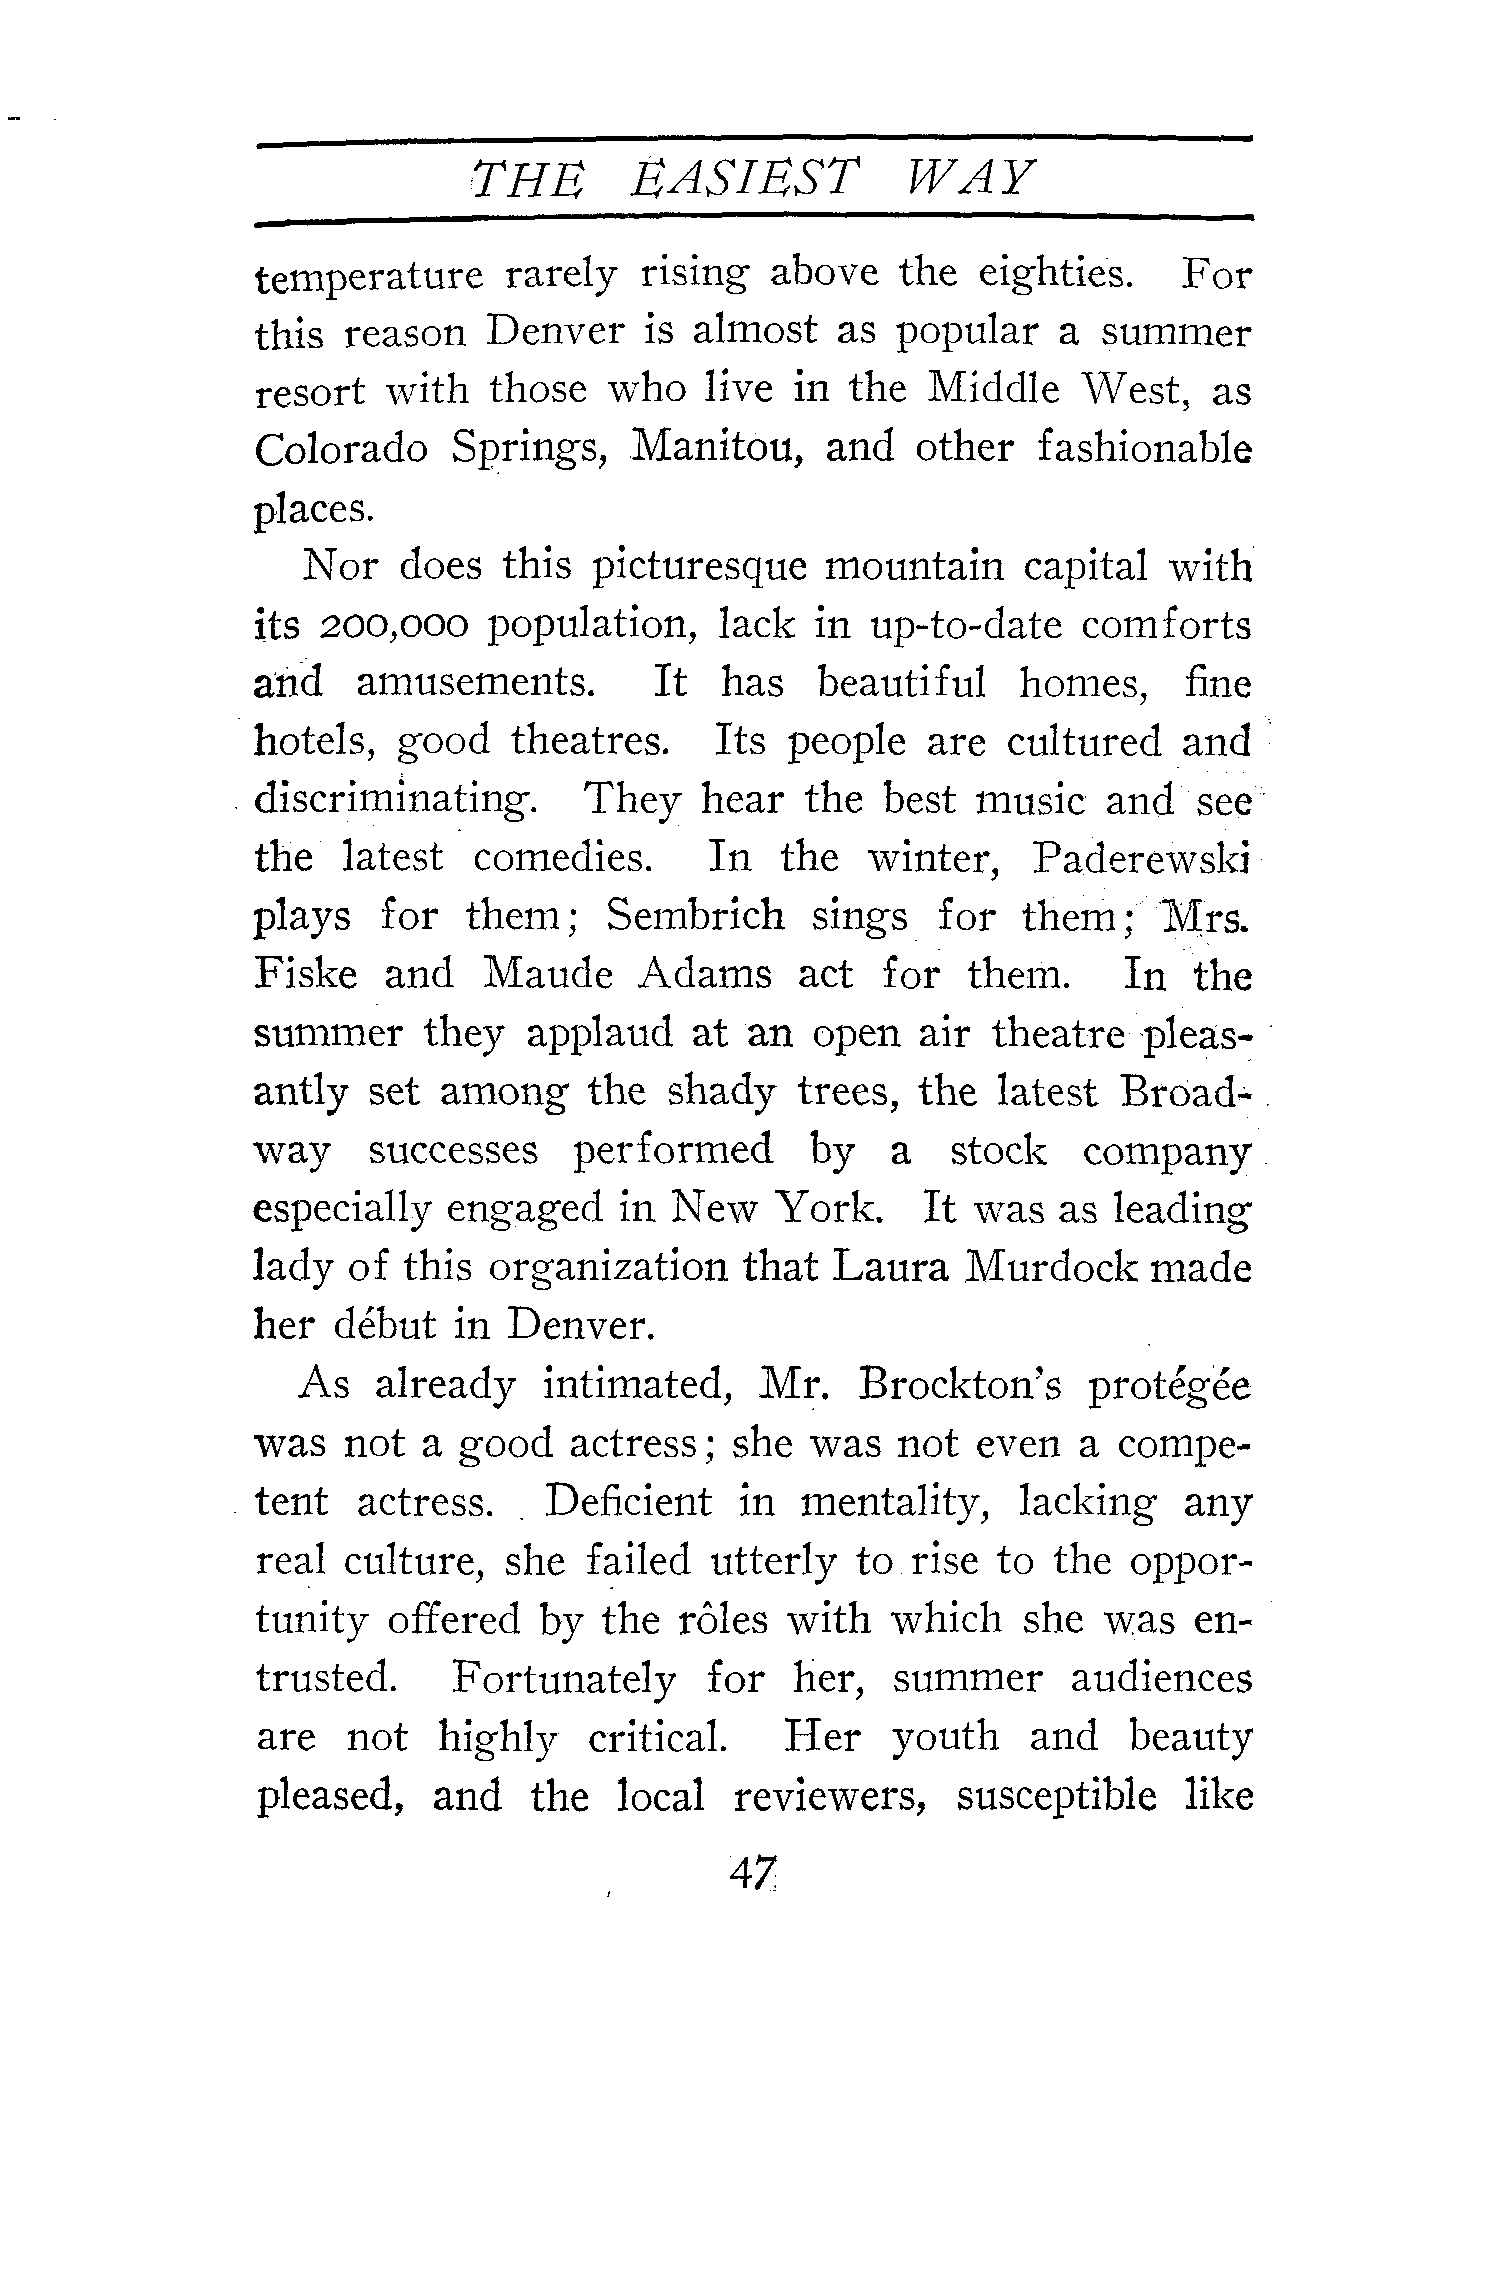 THE EASIEST WAY
temperature rarely rising above the eighties. For
this reason Denver is almost as popular a summer
resort with those who live in the Middle West, as
Colorado Springs, Manitou, and other fashionable
places.
Nor does this picturesque mountain capital with
its 200,000 population, lack in up-to-date comforts
and amusements. It has beautiful homes, fine
hotels, good theatres. Its people are cultured and
discriminating. They hear the best music and see
the latest comedies. In the winter, Paderewski
plays for them; Sembrich sings for them; Mrs.
Fiske and Maude Adams act for them. In the
summer they applaud at an open air theatre pleas-
antly set among the shady trees, the latest Broad-
way successes performed by a stock company
especially engaged in New York. It was as leading
lady of this organization that Laura Murdock made
her début in Denver.
As already intimated, Mr. Brockton's protégée
was not a good actress; she was not even a compe-
tent actress. Deficient in mentality, lacking any
real culture, she failed utterly to rise to the oppor-
tunity offered by the rôles with which she was en-
trusted. Fortunately for her, summer audiences
are not highly critical. Her youth and beauty
pleased, and the local reviewers, susceptible like
47